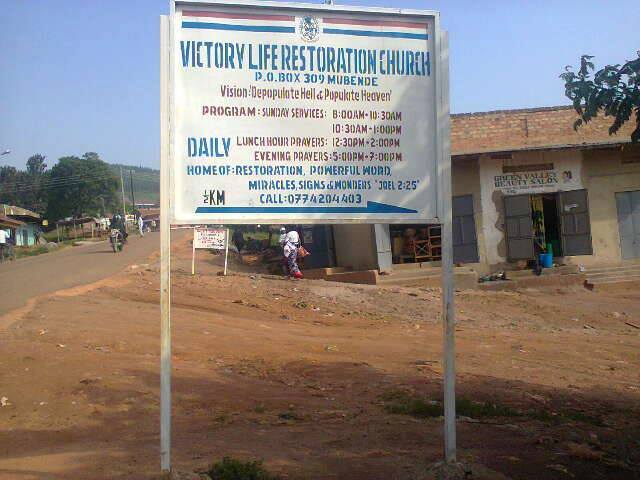 VICTORY LIFE RESTORATION CHURCH
P.O.BOX 309 MUBENDE
Vision:'Depopulate Hell & Populate Heaven'
PROGRAM: SUNDAY SERVICES: 8:00AM-10:30AM
10:30AM-1:00PM
DAILY LUNCH HOUR PRAYERS: 12:30PM-2:00PM
EVENING PRAYERS: 5:00PM-7:00PM
HOME OF: RESTORATION, POWERFUL WORD,
MIRACLES, SIGNS & WONDERS 'JOEL 2:25'
½KM CALL: 0774204403
GREEN VALLEY
BEAUTY SALON